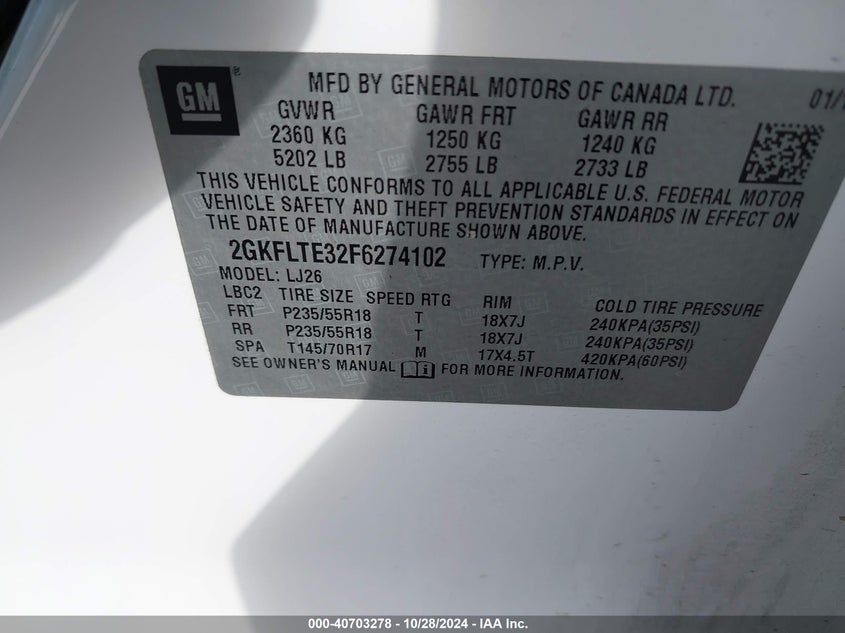 GM®
MFD BY GENERAL MOTORS OF CANADA LTD. 01/
GVWR GAWR FRT GAWR RR
2360 KG 1250 KG 1240 KG
5202 LB 2755 LB 2733 LB
THIS VEHICLE CONFORMS TO ALL APPLICABLE U.S. FEDERAL MOTOR
VEHICLE SAFETY AND THEFT PREVENTION STANDARDS IN EFFECT ON
THE DATE OF MANUFACTURE SHOWN ABOVE.
2GKFLTE32F6274102 TYPE: M.P.V.
MODEL: LJ26
LBC2 TIRE SIZE SPEED RTG RIM COLD TIRE PRESSURE
FRT P235/55R18 T 18X7J 240KPA(35PSI)
RR P235/55R18 T 18X7J 240KPA(35PSI)
SPA T145/70R17 M 17X4.5T 420KPA(60PSI)
SEE OWNER'S MANUAL FOR MORE INFORMATION.
000-40703278 - 10/28/2024 - IAA Inc.